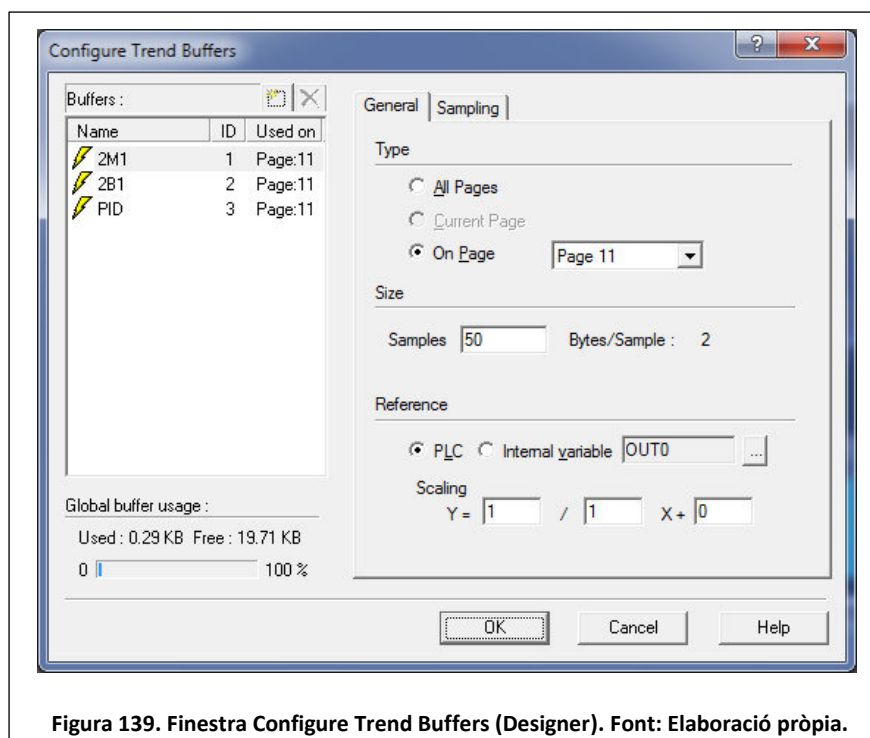 Configure Trend Buffers
Buffers :
Name ID Used on
2M1 1 Page:11
2B1 2 Page:11
PID 3 Page:11
Global buffer usage :
Used : 0.29 KB Free : 19.71 KB
0 100 %
General Sampling
Type
All Pages
Current Page
On Page Page 11
Size
Samples 50 Bytes/Sample : 2
Reference
PLC Internal variable OUT0 ...
Scaling
Y = 1 / 1 X + 0
OK Cancel Help
Figura 139. Finestra Configure Trend Buffers (Designer). Font: Elaboració pròpia.